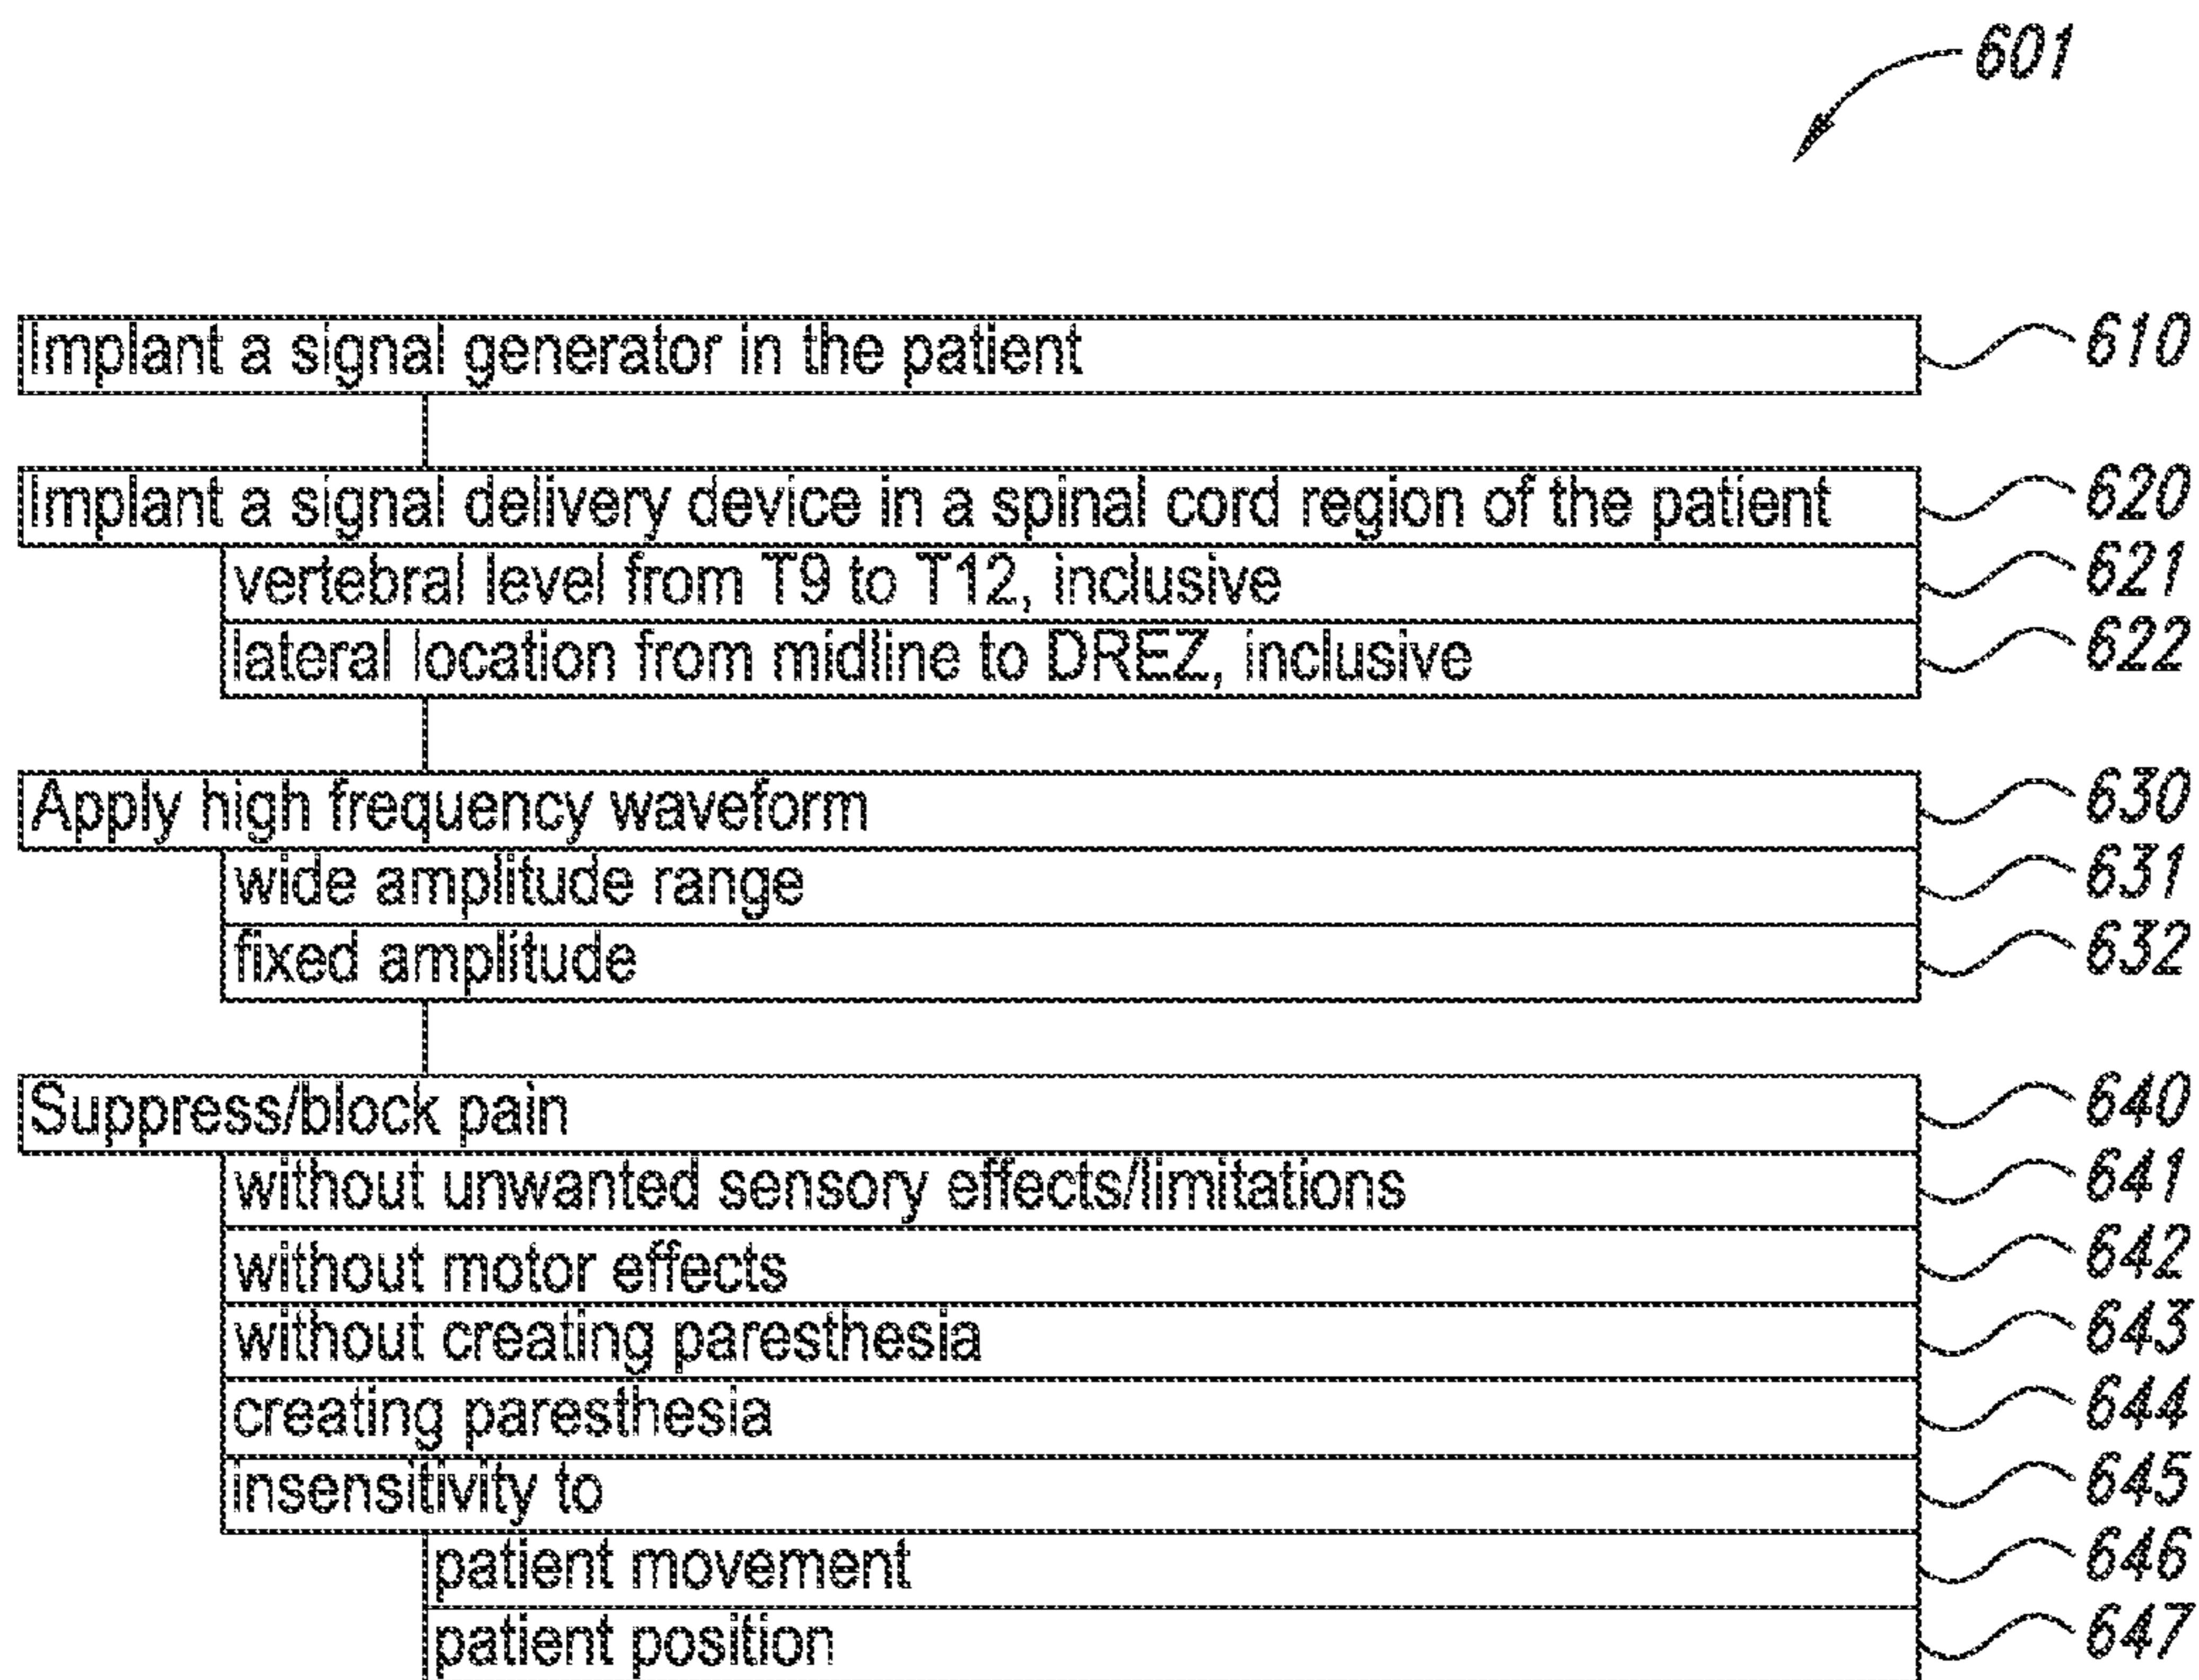 601
Implant a signal generator in the patient 610
Implant a signal delivery device in a spinal cord region of the patient 620
vertebral level from T9 to T12, inclusive 621
lateral location from midline to DREZ, inclusive 622
Apply high frequency waveform 630
wide amplitude range 631
fixed amplitude 632
Suppress/block pain 640
without unwanted sensory effects/limitations 641
without motor effects 642
without creating paresthesia 643
creating paresthesia 644
insensitivity to 645
patient movement 646
patient position 647